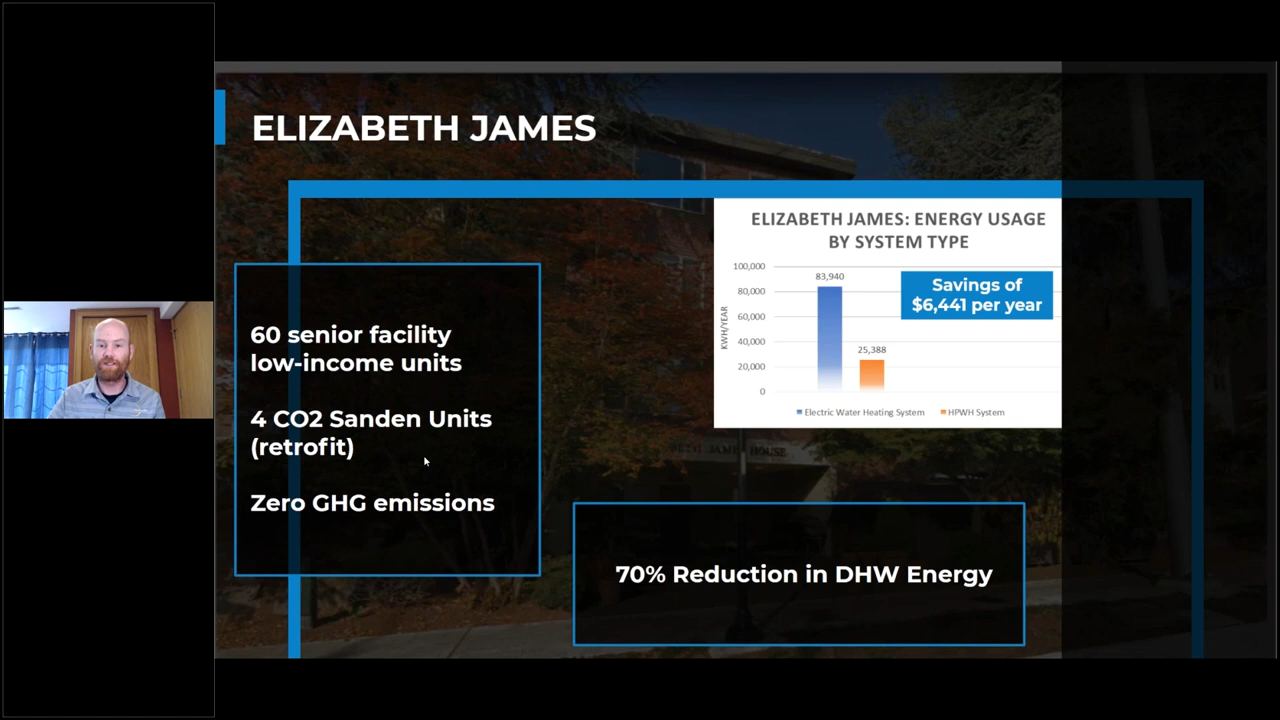 ELIZABETH JAMES
60 senior facility
low-income units
4 CO2 Sanden Units
(retrofit)
Zero GHG emissions
ELIZABETH JAMES: ENERGY USAGE
BY SYSTEM TYPE
KWH/YEAR
100,000
80,000
60,000
40,000
20,000
0
83,940
25,388
Savings of
$6,441 per year
Electric Water Heating System
HPWH System
JAMES HOUSE
70% Reduction in DHW Energy